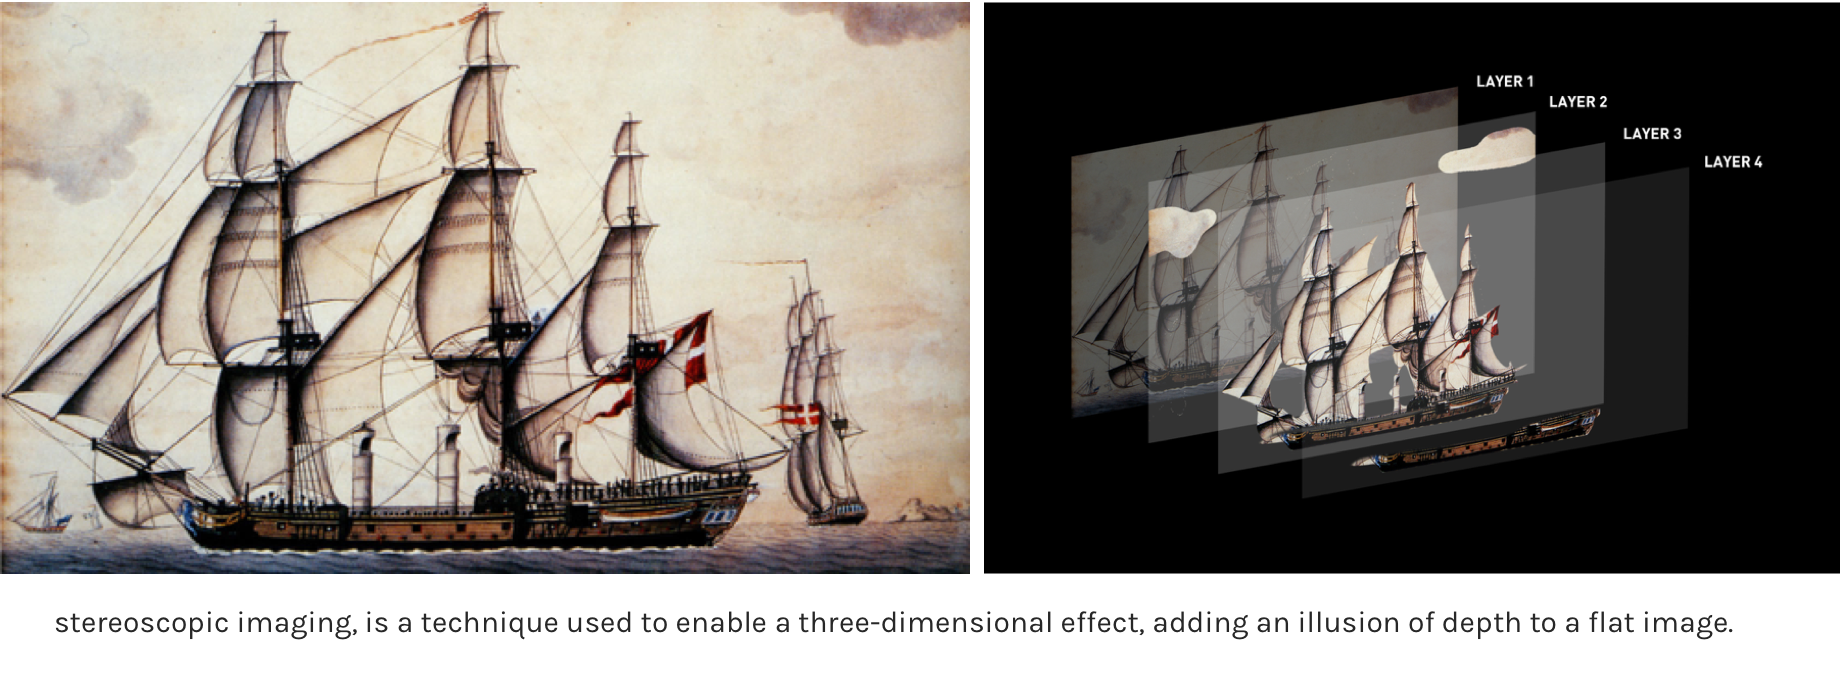 LAYER 1
LAYER 2
LAYER 3
LAYER 4
stereoscopic imaging, is a technique used to enable a three-dimensional effect, adding an illusion of depth to a flat image.